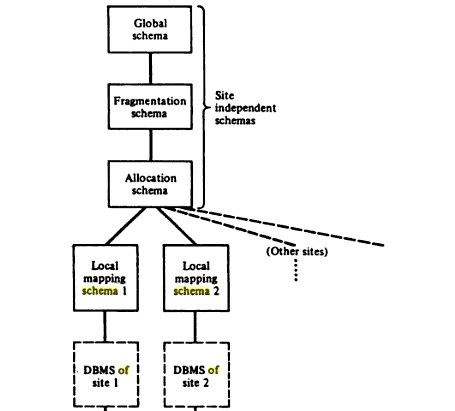 Global
schema
Fragmentation
schema
Site
independent
schemas
Allocation
schema
(Other sites)
Local
mapping
schema 1
Local
mapping
schema 2
DBMS of
site 1
DBMS of
site 2